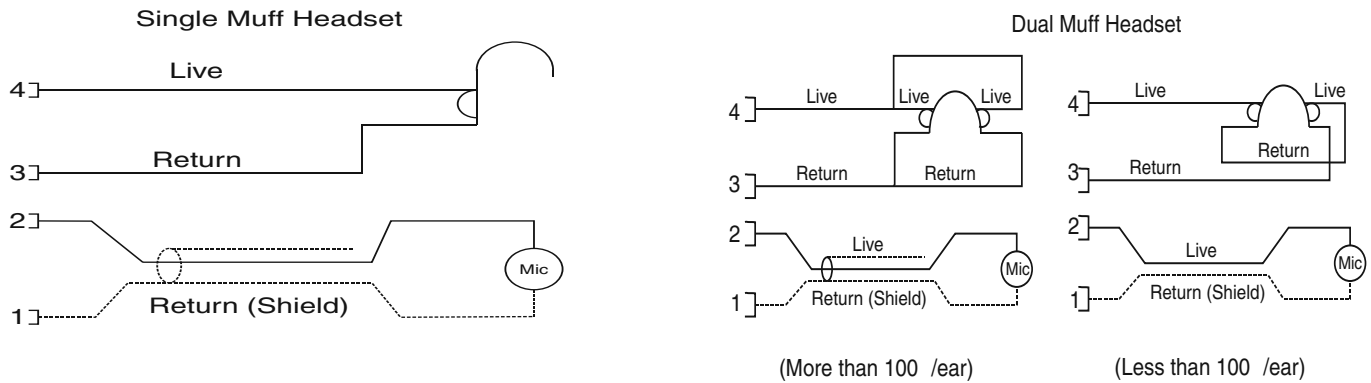 Single Muff Headset
4
Live
3
Return
2
Mic
1
Return (Shield)
Dual Muff Headset
4
Live
Live
Live
3
Return
Return
2
Live
Mic
1
Return (Shield)
(More than 100 /ear)
4
Live
Live
Return
3
Return
2
Live
Mic
1
Return (Shield)
(Less than 100 /ear)